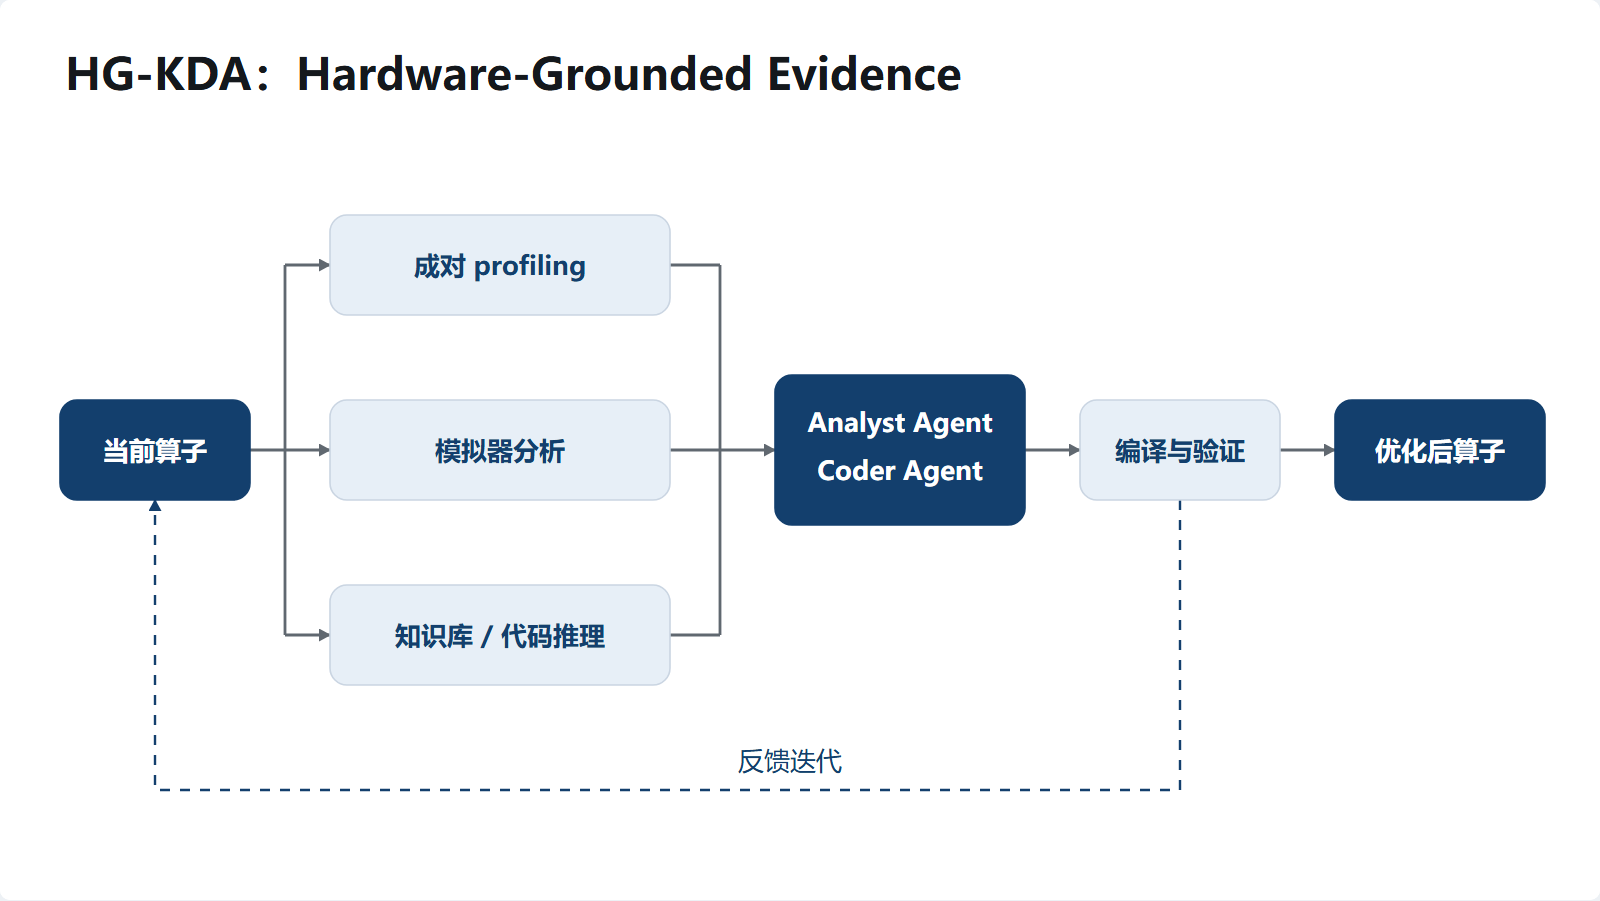 HG-KDA：Hardware-Grounded Evidence
成对 profiling
当前算子
模拟器分析
Analyst Agent
Coder Agent
编译与验证
优化后算子
知识库 / 代码推理
反馈迭代